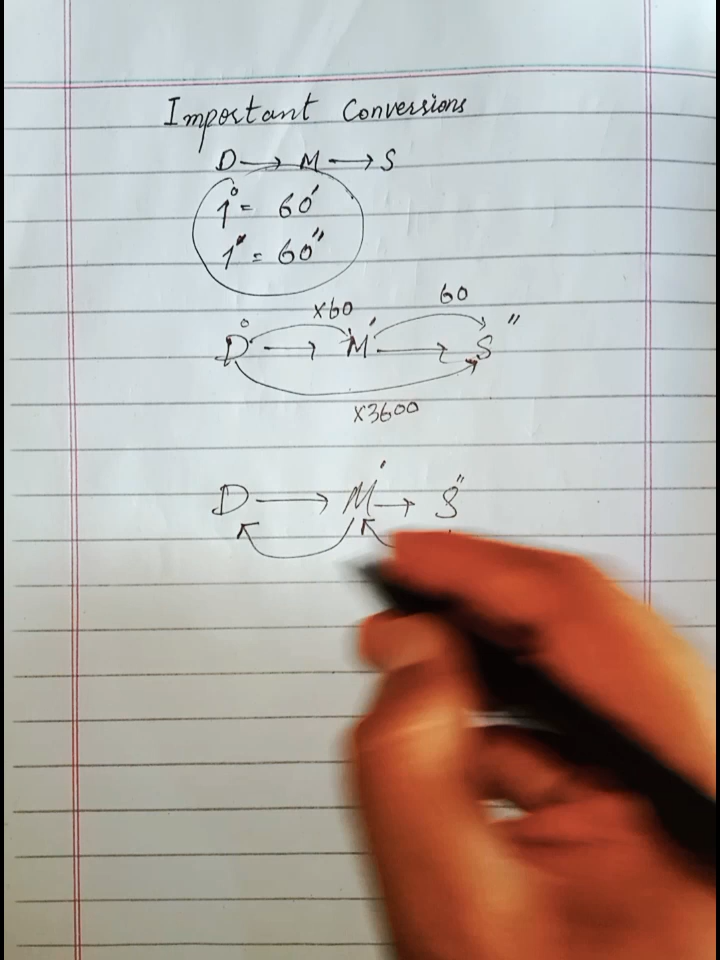 Important Conversions
D → M → S
1° = 60′
1′ = 60″
×60 60
D° → M′ → S″
×3600
D → M′ → S″